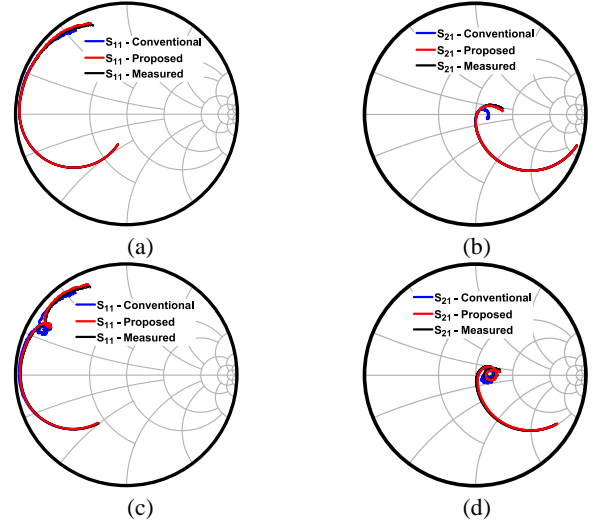 S11 - Conventional
S11 - Proposed
S11 - Measured
S21 - Conventional
S21 - Proposed
S21 - Measured
(a)
(b)
S11 - Conventional
S11 - Proposed
S11 - Measured
S21 - Conventional
S21 - Proposed
S21 - Measured
(c)
(d)